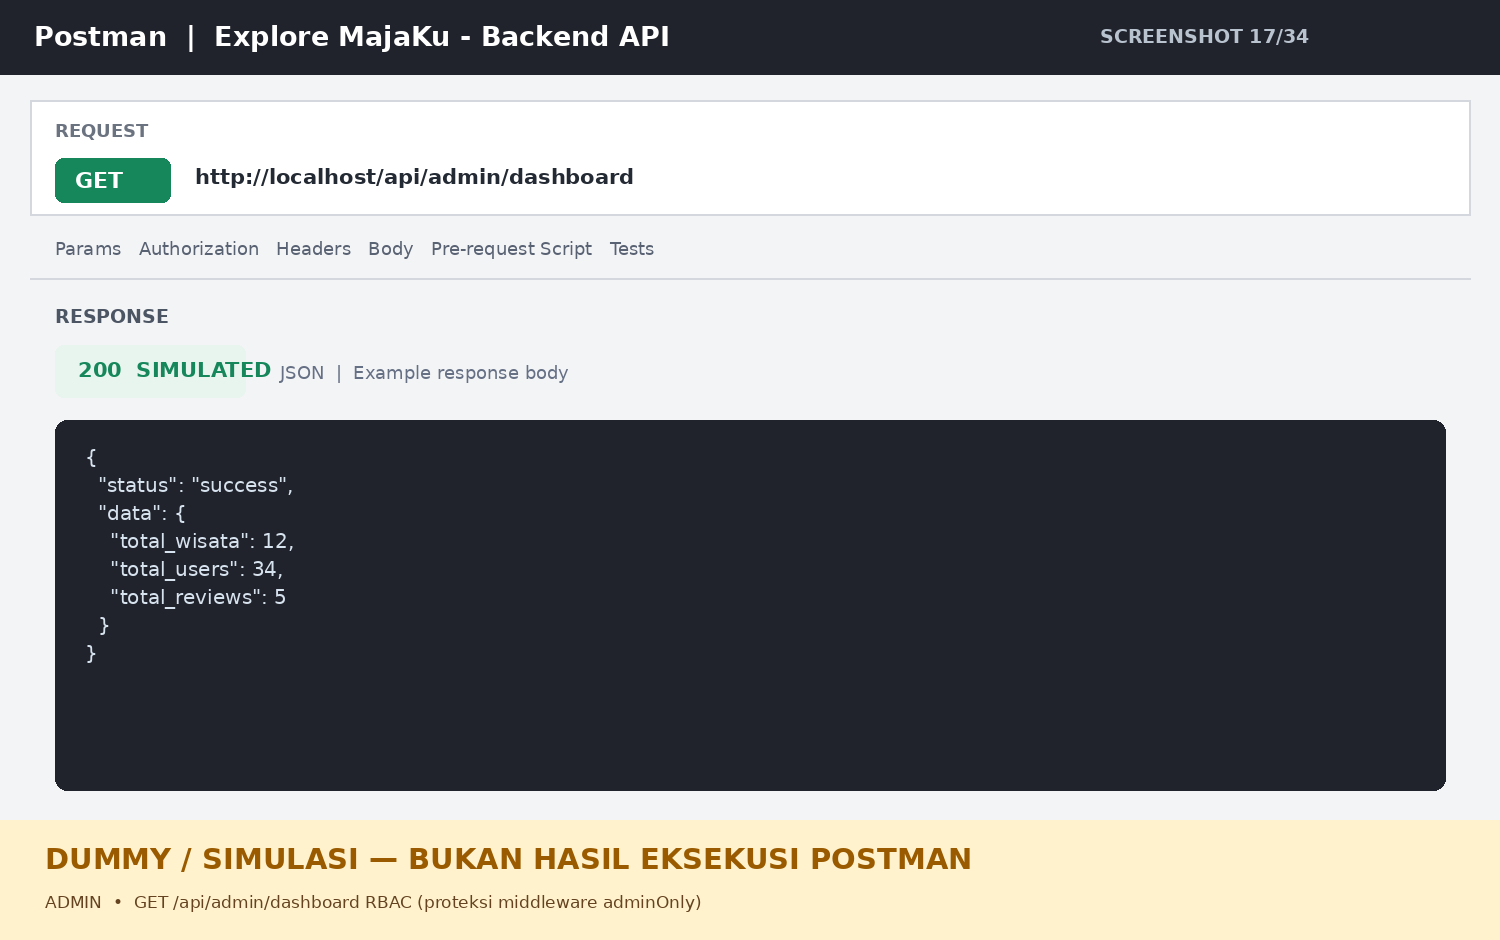 Postman | Explore MajaKu - Backend API
SCREENSHOT 17/34
REQUEST
GET http://localhost/api/admin/dashboard
Params Authorization Headers Body Pre-request Script Tests
RESPONSE
200 SIMULATED JSON | Example response body
{
"status": "success",
"data": {
"total_wisata": 12,
"total_users": 34,
"total_reviews": 5
}
}
DUMMY / SIMULASI — BUKAN HASIL EKSEKUSI POSTMAN
ADMIN • GET /api/admin/dashboard RBAC (proteksi middleware adminOnly)